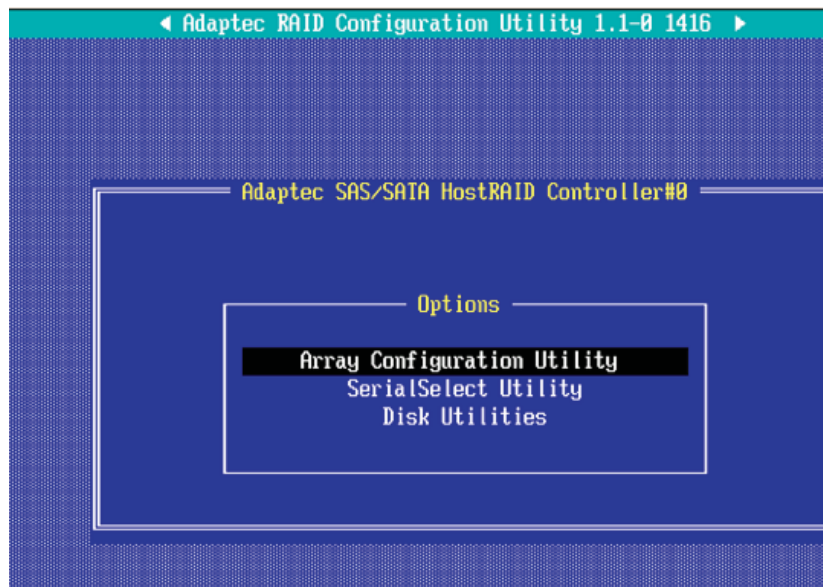 Adaptec RAID Configuration Utility 1.1-0 1416
Adaptec SAS/SATA HostRAID Controller#0
Options
Array Configuration Utility
SerialSelect Utility
Disk Utilities